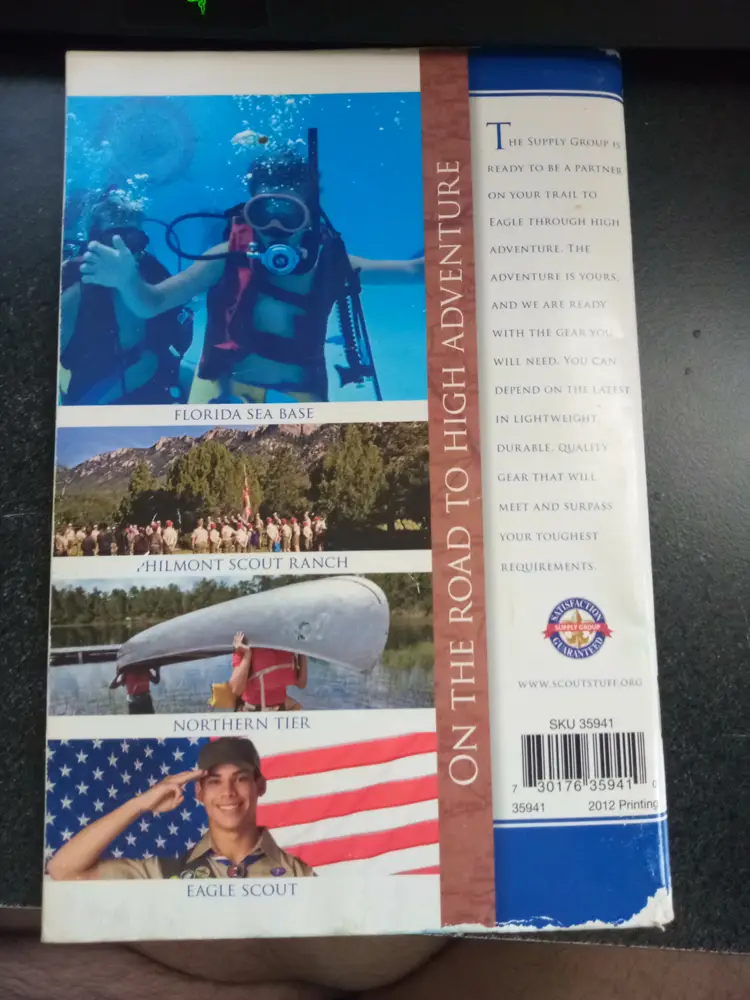 FLORIDA SEA BASE
PHILMONT SCOUT RANCH
NORTHERN TIER
EAGLE SCOUT
ON THE ROAD TO HIGH ADVENTURE
THE SUPPLY GROUP IS
READY TO BE A PARTNER
ON YOUR TRAIL TO
EAGLE THROUGH HIGH
ADVENTURE. THE
ADVENTURE IS YOURS,
AND WE ARE READY
WITH THE GEAR YOU
WILL NEED. YOU CAN
DEPEND ON THE LATEST
IN LIGHTWEIGHT,
DURABLE, QUALITY
GEAR THAT WILL
MEET AND SURPASS
YOUR TOUGHEST
REQUIREMENTS.
SATISFACTION
SUPPLY GROUP
GUARANTEED
WWW.SCOUTSTUFF.ORG
SKU 35941
7 30176 35941 6
35941 2012 Printing